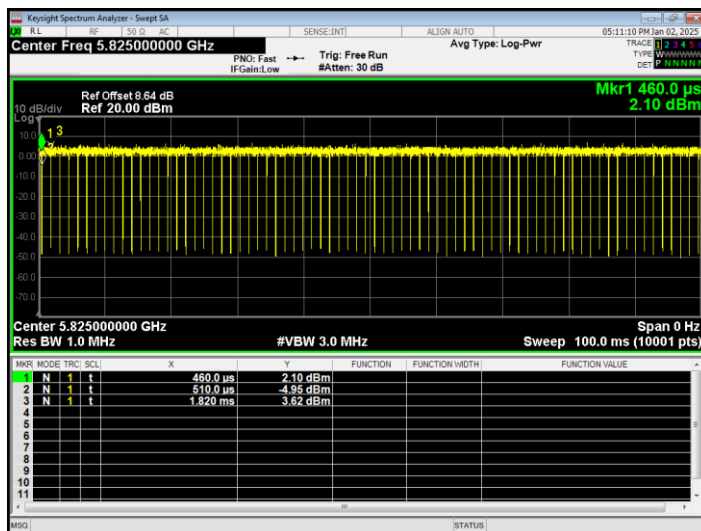 Keysight Spectrum Analyzer - Swept SA
RL RF 50 Ω AC SENSE:INT ALIGN AUTO 05:11:10 PM Jan 02, 2025
Center Freq 5.825000000 GHz
PNO: Fast
IFGain:Low
Trig: Free Run
#Atten: 30 dB
Avg Type: Log-Pwr
TRACE 1 2 3 4 5
TYPE W
DET P N N N N N
Mkr1 460.0 µs
2.10 dBm
Ref Offset 8.64 dB
10 dB/div Ref 20.00 dBm
Log
10.0
0.00
-10.0
-20.0
-30.0
-40.0
-50.0
-60.0
-70.0
1 3
Center 5.825000000 GHz Span 0 Hz
Res BW 1.0 MHz #VBW 3.0 MHz Sweep 100.0 ms (10001 pts)
MKR MODE TRC SCL X Y FUNCTION FUNCTION WIDTH FUNCTION VALUE
1 N 1 t 460.0 µs 2.10 dBm
2 N 1 t 510.0 µs -4.95 dBm
3 N 1 t 1.820 ms 3.62 dBm
4
5
6
7
8
9
10
11
MSG STATUS